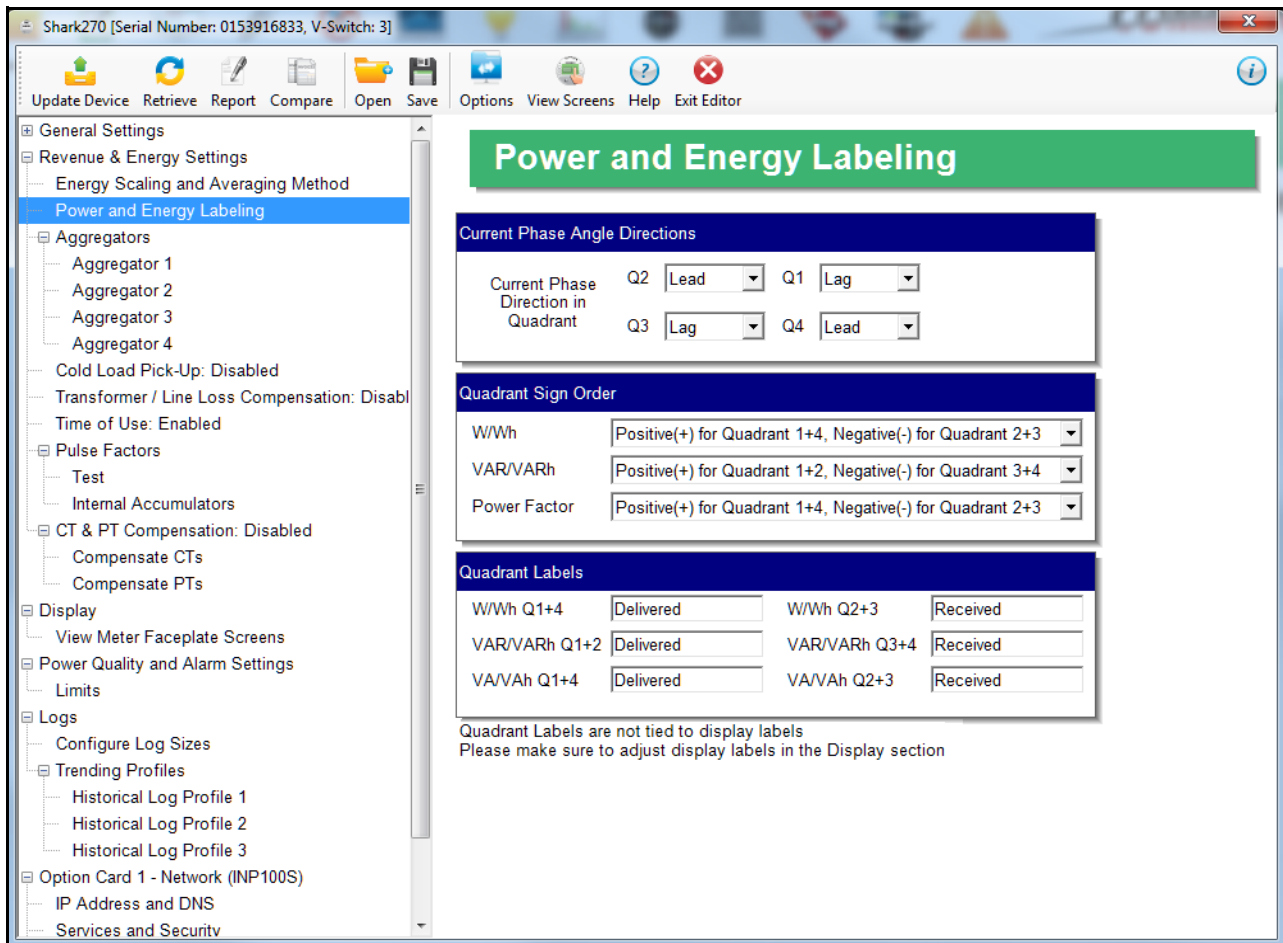 Shark270 [Serial Number: 0153916833, V-Switch: 3]
Update Device Retrieve Report Compare Open Save Options View Screens Help Exit Editor
General Settings
Revenue & Energy Settings
Energy Scaling and Averaging Method
Power and Energy Labeling
Aggregators
Aggregator 1
Aggregator 2
Aggregator 3
Aggregator 4
Cold Load Pick-Up: Disabled
Transformer / Line Loss Compensation: Disabl
Time of Use: Enabled
Pulse Factors
Test
Internal Accumulators
CT & PT Compensation: Disabled
Compensate CTs
Compensate PTs
Display
View Meter Faceplate Screens
Power Quality and Alarm Settings
Limits
Logs
Configure Log Sizes
Trending Profiles
Historical Log Profile 1
Historical Log Profile 2
Historical Log Profile 3
Option Card 1 - Network (INP100S)
IP Address and DNS
Services and Security
Power and Energy Labeling
Current Phase Angle Directions
Current Phase
Direction in
Quadrant
Q2 Lead Q1 Lag
Q3 Lag Q4 Lead
Quadrant Sign Order
W/Wh Positive(+) for Quadrant 1+4, Negative(-) for Quadrant 2+3
VAR/VARh Positive(+) for Quadrant 1+2, Negative(-) for Quadrant 3+4
Power Factor Positive(+) for Quadrant 1+4, Negative(-) for Quadrant 2+3
Quadrant Labels
W/Wh Q1+4 Delivered W/Wh Q2+3 Received
VAR/VARh Q1+2 Delivered VAR/VARh Q3+4 Received
VA/VAh Q1+4 Delivered VA/VAh Q2+3 Received
Quadrant Labels are not tied to display labels
Please make sure to adjust display labels in the Display section